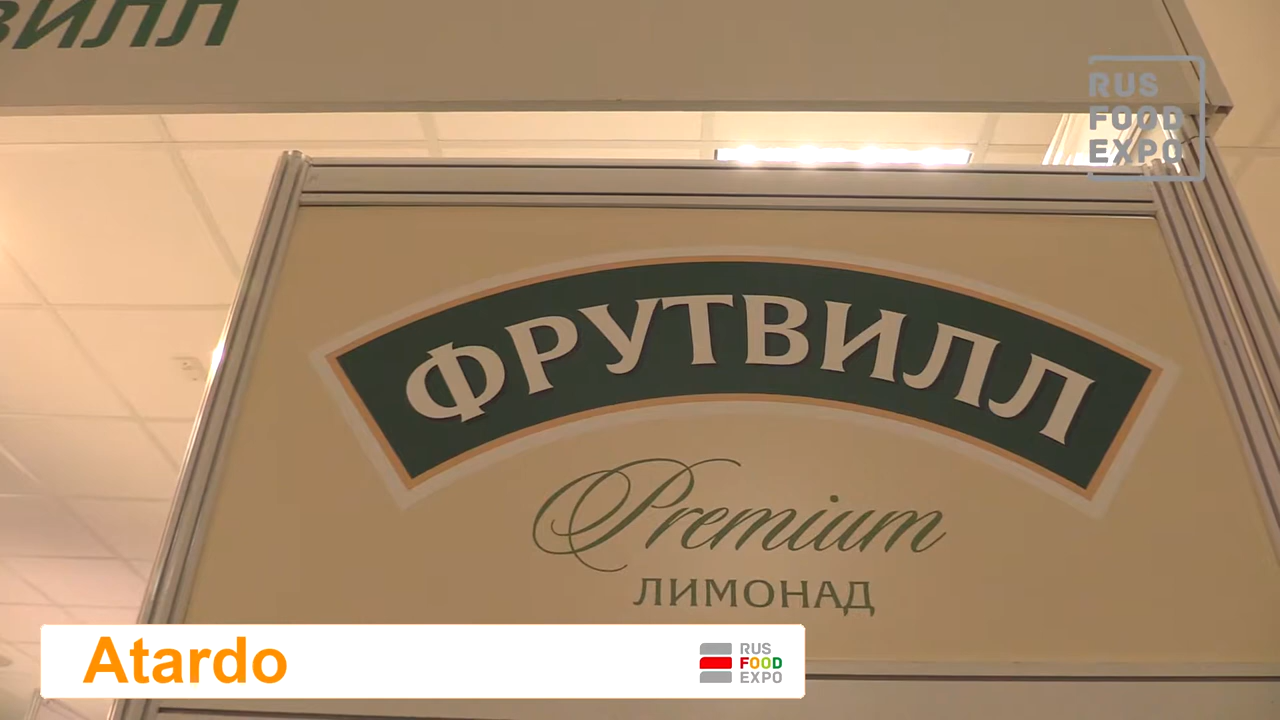 ВИЛЛ
RUS
FOOD
EXPO
ФРУТВИЛЛ
Premium
ЛИМОНАД
Atardo
RUS
FOOD
EXPO